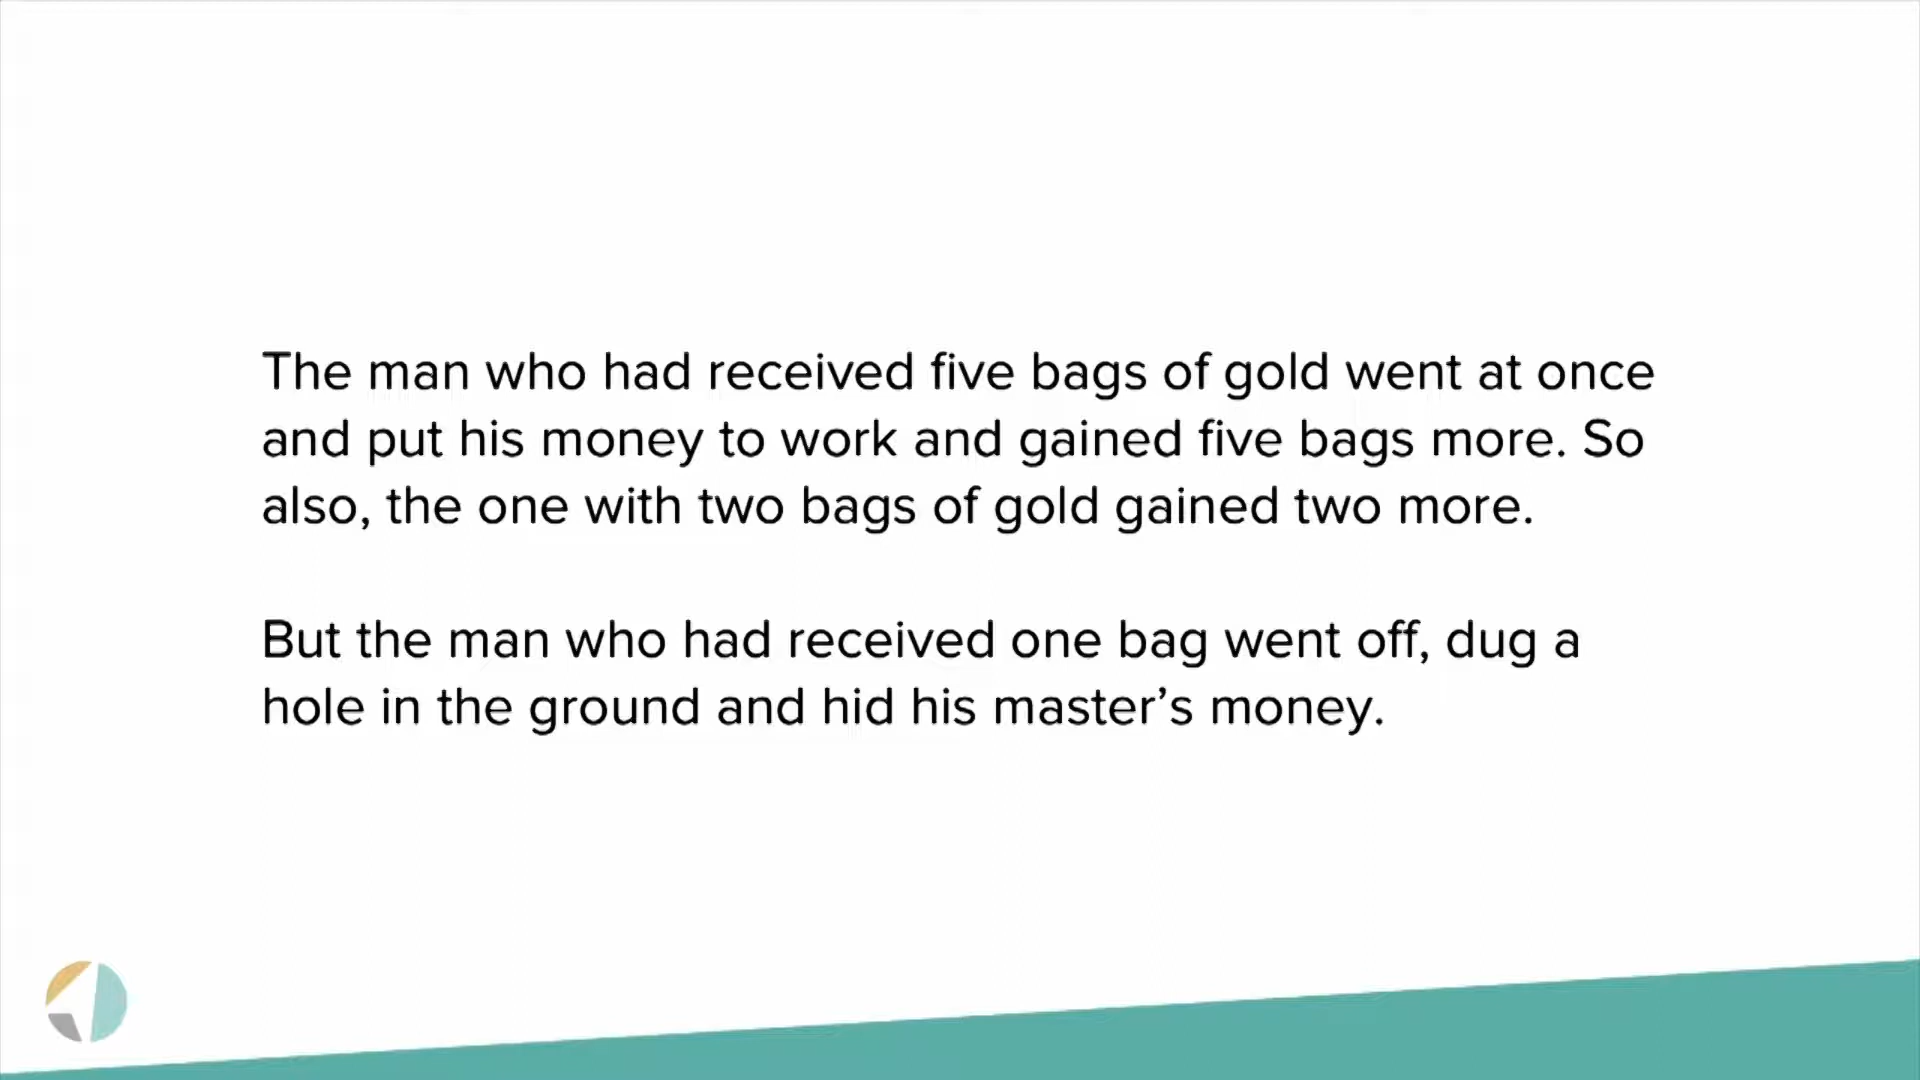 The man who had received five bags of gold went at once
and put his money to work and gained five bags more. So
also, the one with two bags of gold gained two more.
But the man who had received one bag went off, dug a
hole in the ground and hid his master’s money.